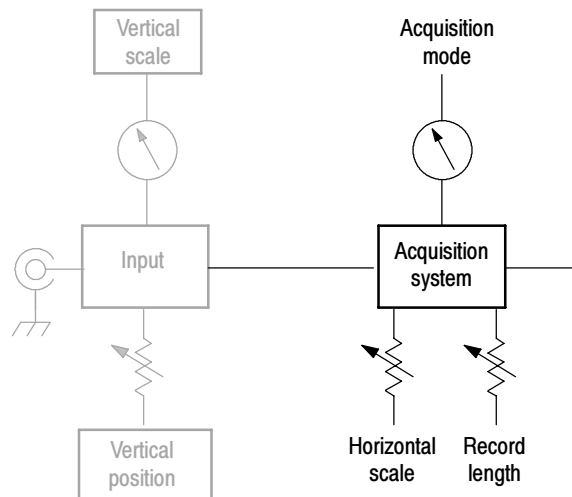 Vertical
scale
Acquisition
mode
Input
Acquisition
system
Vertical
position
Horizontal
scale
Record
length